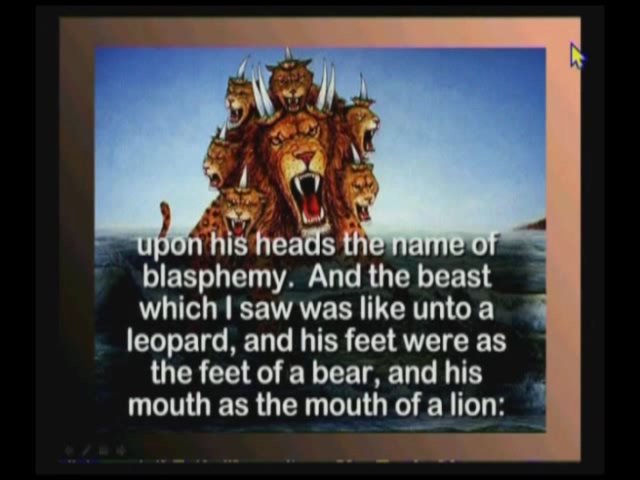 upon his heads the name of
blasphemy.  And the beast
which I saw was like unto a
leopard, and his feet were as
the feet of a bear, and his
mouth as the mouth of a lion: